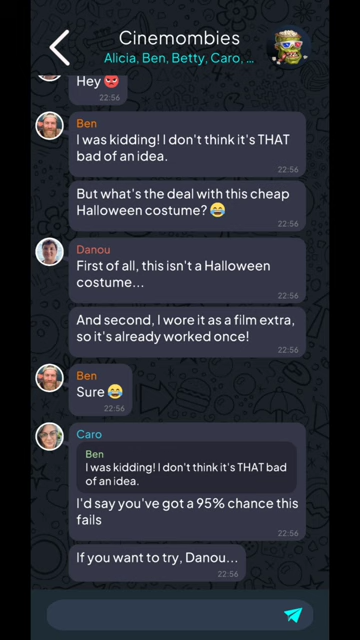 Cinemombies
Alicia, Ben, Betty, Caro, ...
Hey 😡
22:56
Ben
I was kidding! I don't think it's THAT
bad of an idea.
22:56
But what's the deal with this cheap
Halloween costume? 😂
22:56
Danou
First of all, this isn't a Halloween
costume...
22:56
And second, I wore it as a film extra,
so it's already worked once!
22:56
Ben
Sure 😂
22:56
Caro
Ben
I was kidding! I don't think it's THAT bad
of an idea.
I'd say you've got a 95% chance this
fails
22:56
If you want to try, Danou...
22:56